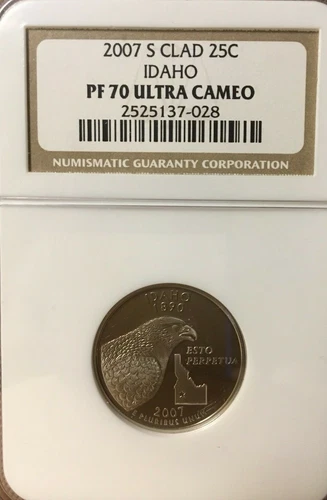 2007 S CLAD 25C
IDAHO
PF 70 ULTRA CAMEO
2525137-028
NUMISMATIC GUARANTY CORPORATION
IDAHO
1890
ESTO
PERPETUA
2007
E PLURIBUS UNUM